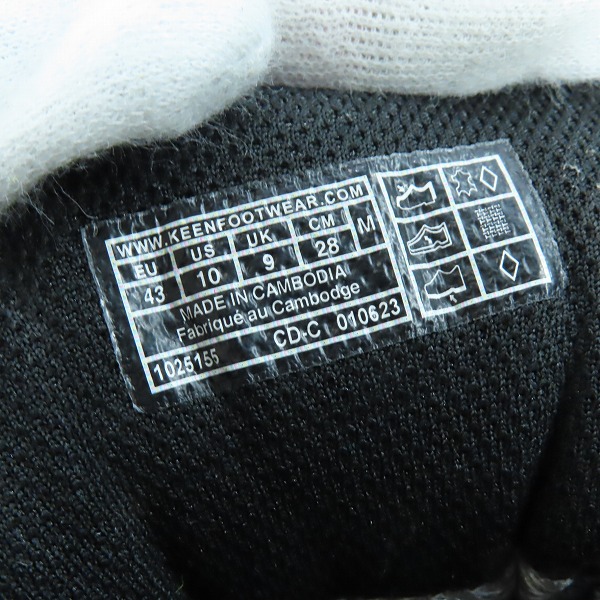 WWW.KEENFOOTWEAR.COM
EU US UK CM M
43 10 9 28
MADE IN CAMBODIA
Fabriqué au Cambodge
1025155 CD-C 010623